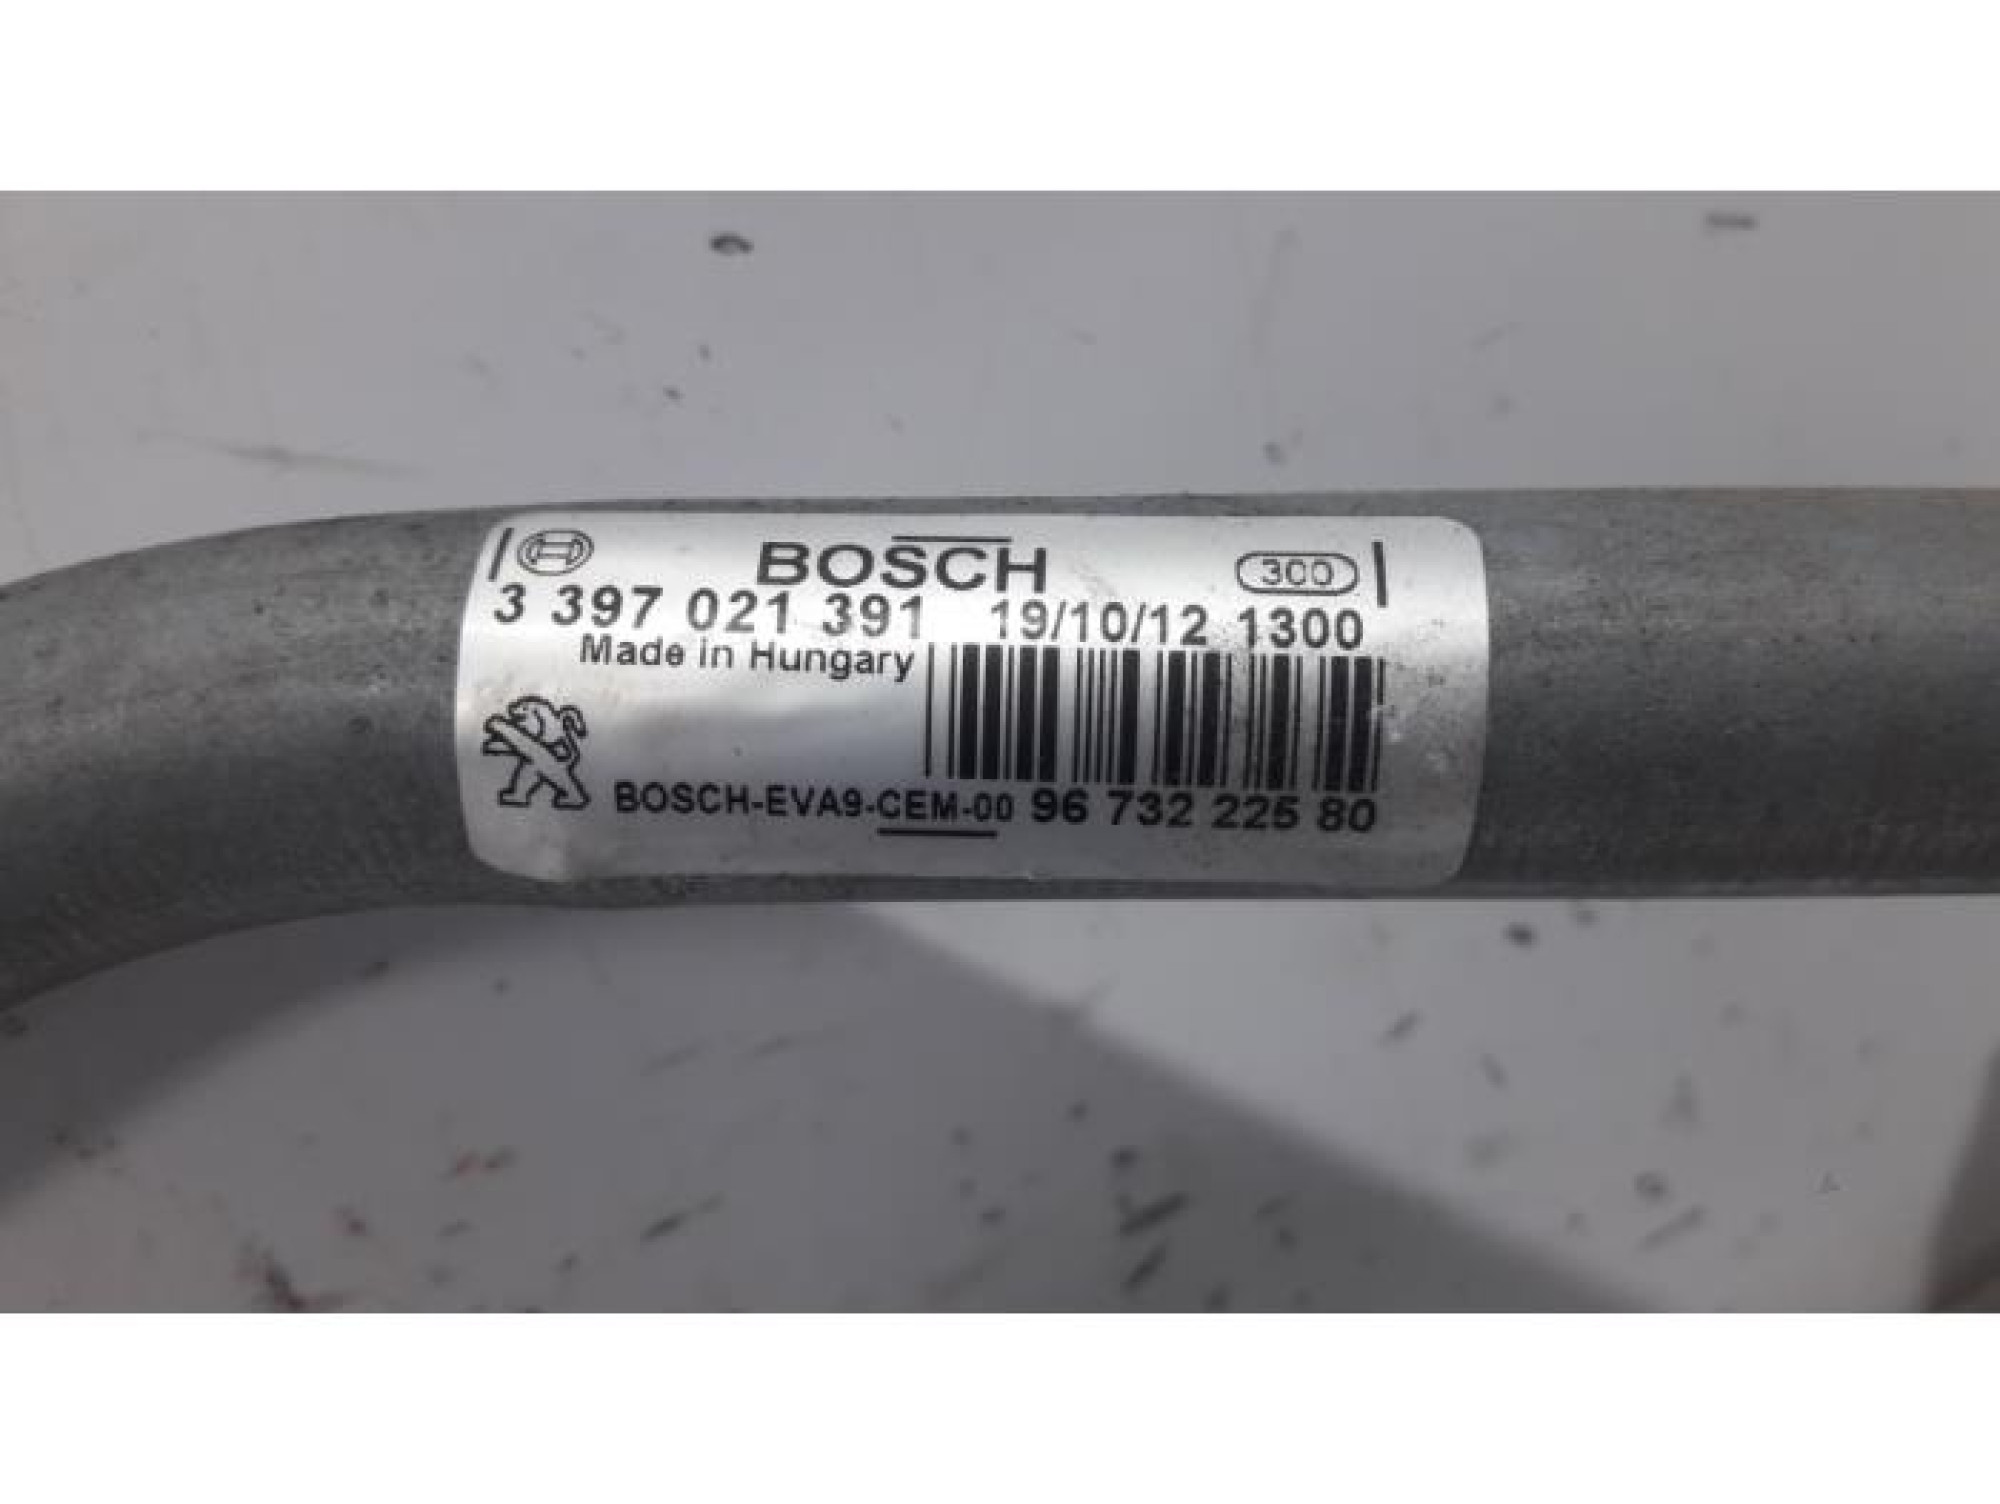 BOSCH 300
3 397 021 391 19/10/12 1300
Made in Hungary
BOSCH-EVA9-CEM-00 96 732 225 80